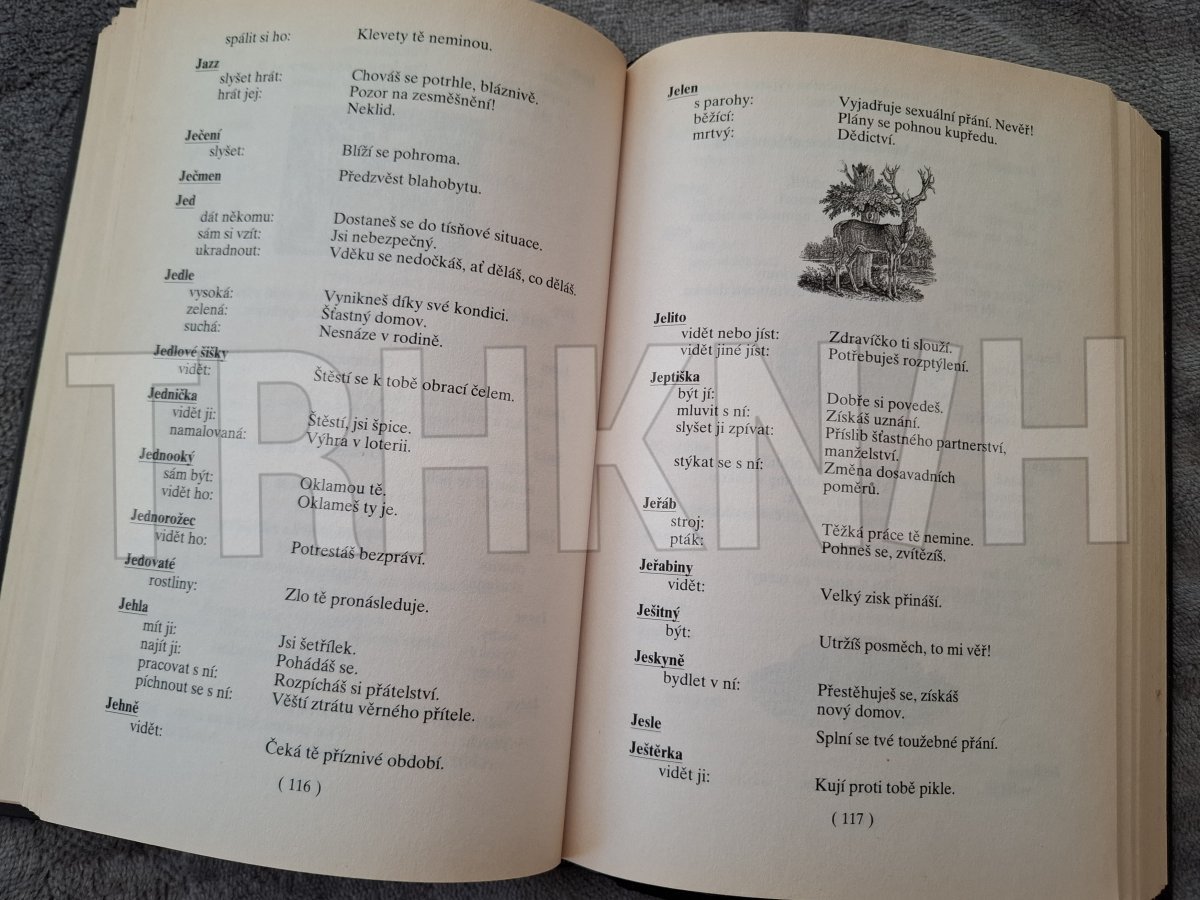 spálit si ho: Klevety tě neminou.
Jazz
slyšet hrát: Chováš se potrhle, bláznivě.
hrát jej: Pozor na zesměšnění!
Neklid.
Ječení
slyšet: Blíží se pohroma.
Ječmen Předzvěst blahobytu.
Jed
dát někomu: Dostaneš se do tísňové situace.
sám si vzít: Jsi nebezpečný.
ukradnout: Vděku se nedočkáš, ať děláš, co děláš.
Jedle
vysoká: Vynikneš díky své kondici.
zelená: Šťastný domov.
suchá: Nesnáze v rodině.
Jedlové šišky
vidět: Štěstí se k tobě obrací čelem.
Jednička
vidět ji: Štěstí, jsi špice.
namalovaná: Výhra v loterii.
Jednooký
sám být: Oklamou tě.
vidět ho: Oklameš ty je.
Jednorožec
vidět ho: Potrestáš bezpráví.
Jedovaté
rostliny: Zlo tě pronásleduje.
Jehla
mít ji: Jsi šetřílek.
najít ji: Pohádáš se.
pracovat s ní: Rozpícháš si přátelství.
píchnout se s ní: Věští ztrátu věrného přítele.
Jehně
vidět: Čeká tě příznivé období.
( 116 )
Jelen
s parohy: Vyjadřuje sexuální přání. Nevěř!
běžící: Plány se pohnou kupředu.
mrtvý: Dědictví.
Jelito
vidět nebo jíst: Zdravíčko ti slouží.
vidět jiné jíst: Potřebuješ rozptýlení.
Jeptiška
být jí: Dobře si povedeš.
mluvit s ní: Získáš uznání.
slyšet ji zpívat: Příslib šťastného partnerství,
manželství.
stýkat se s ní: Změna dosavadních
poměrů.
Jeřáb
stroj: Těžká práce tě nemine.
pták: Pohneš se, zvítězíš.
Jeřabiny
vidět: Velký zisk přináší.
Ješitný
být: Utržíš posměch, to mi věř!
Jeskyně
bydlet v ní: Přestěhuješ se, získáš
nový domov.
Jesle Splní se tvé toužebné přání.
Ještěrka
vidět ji: Kují proti tobě pikle.
( 117 )
TRHKNIH